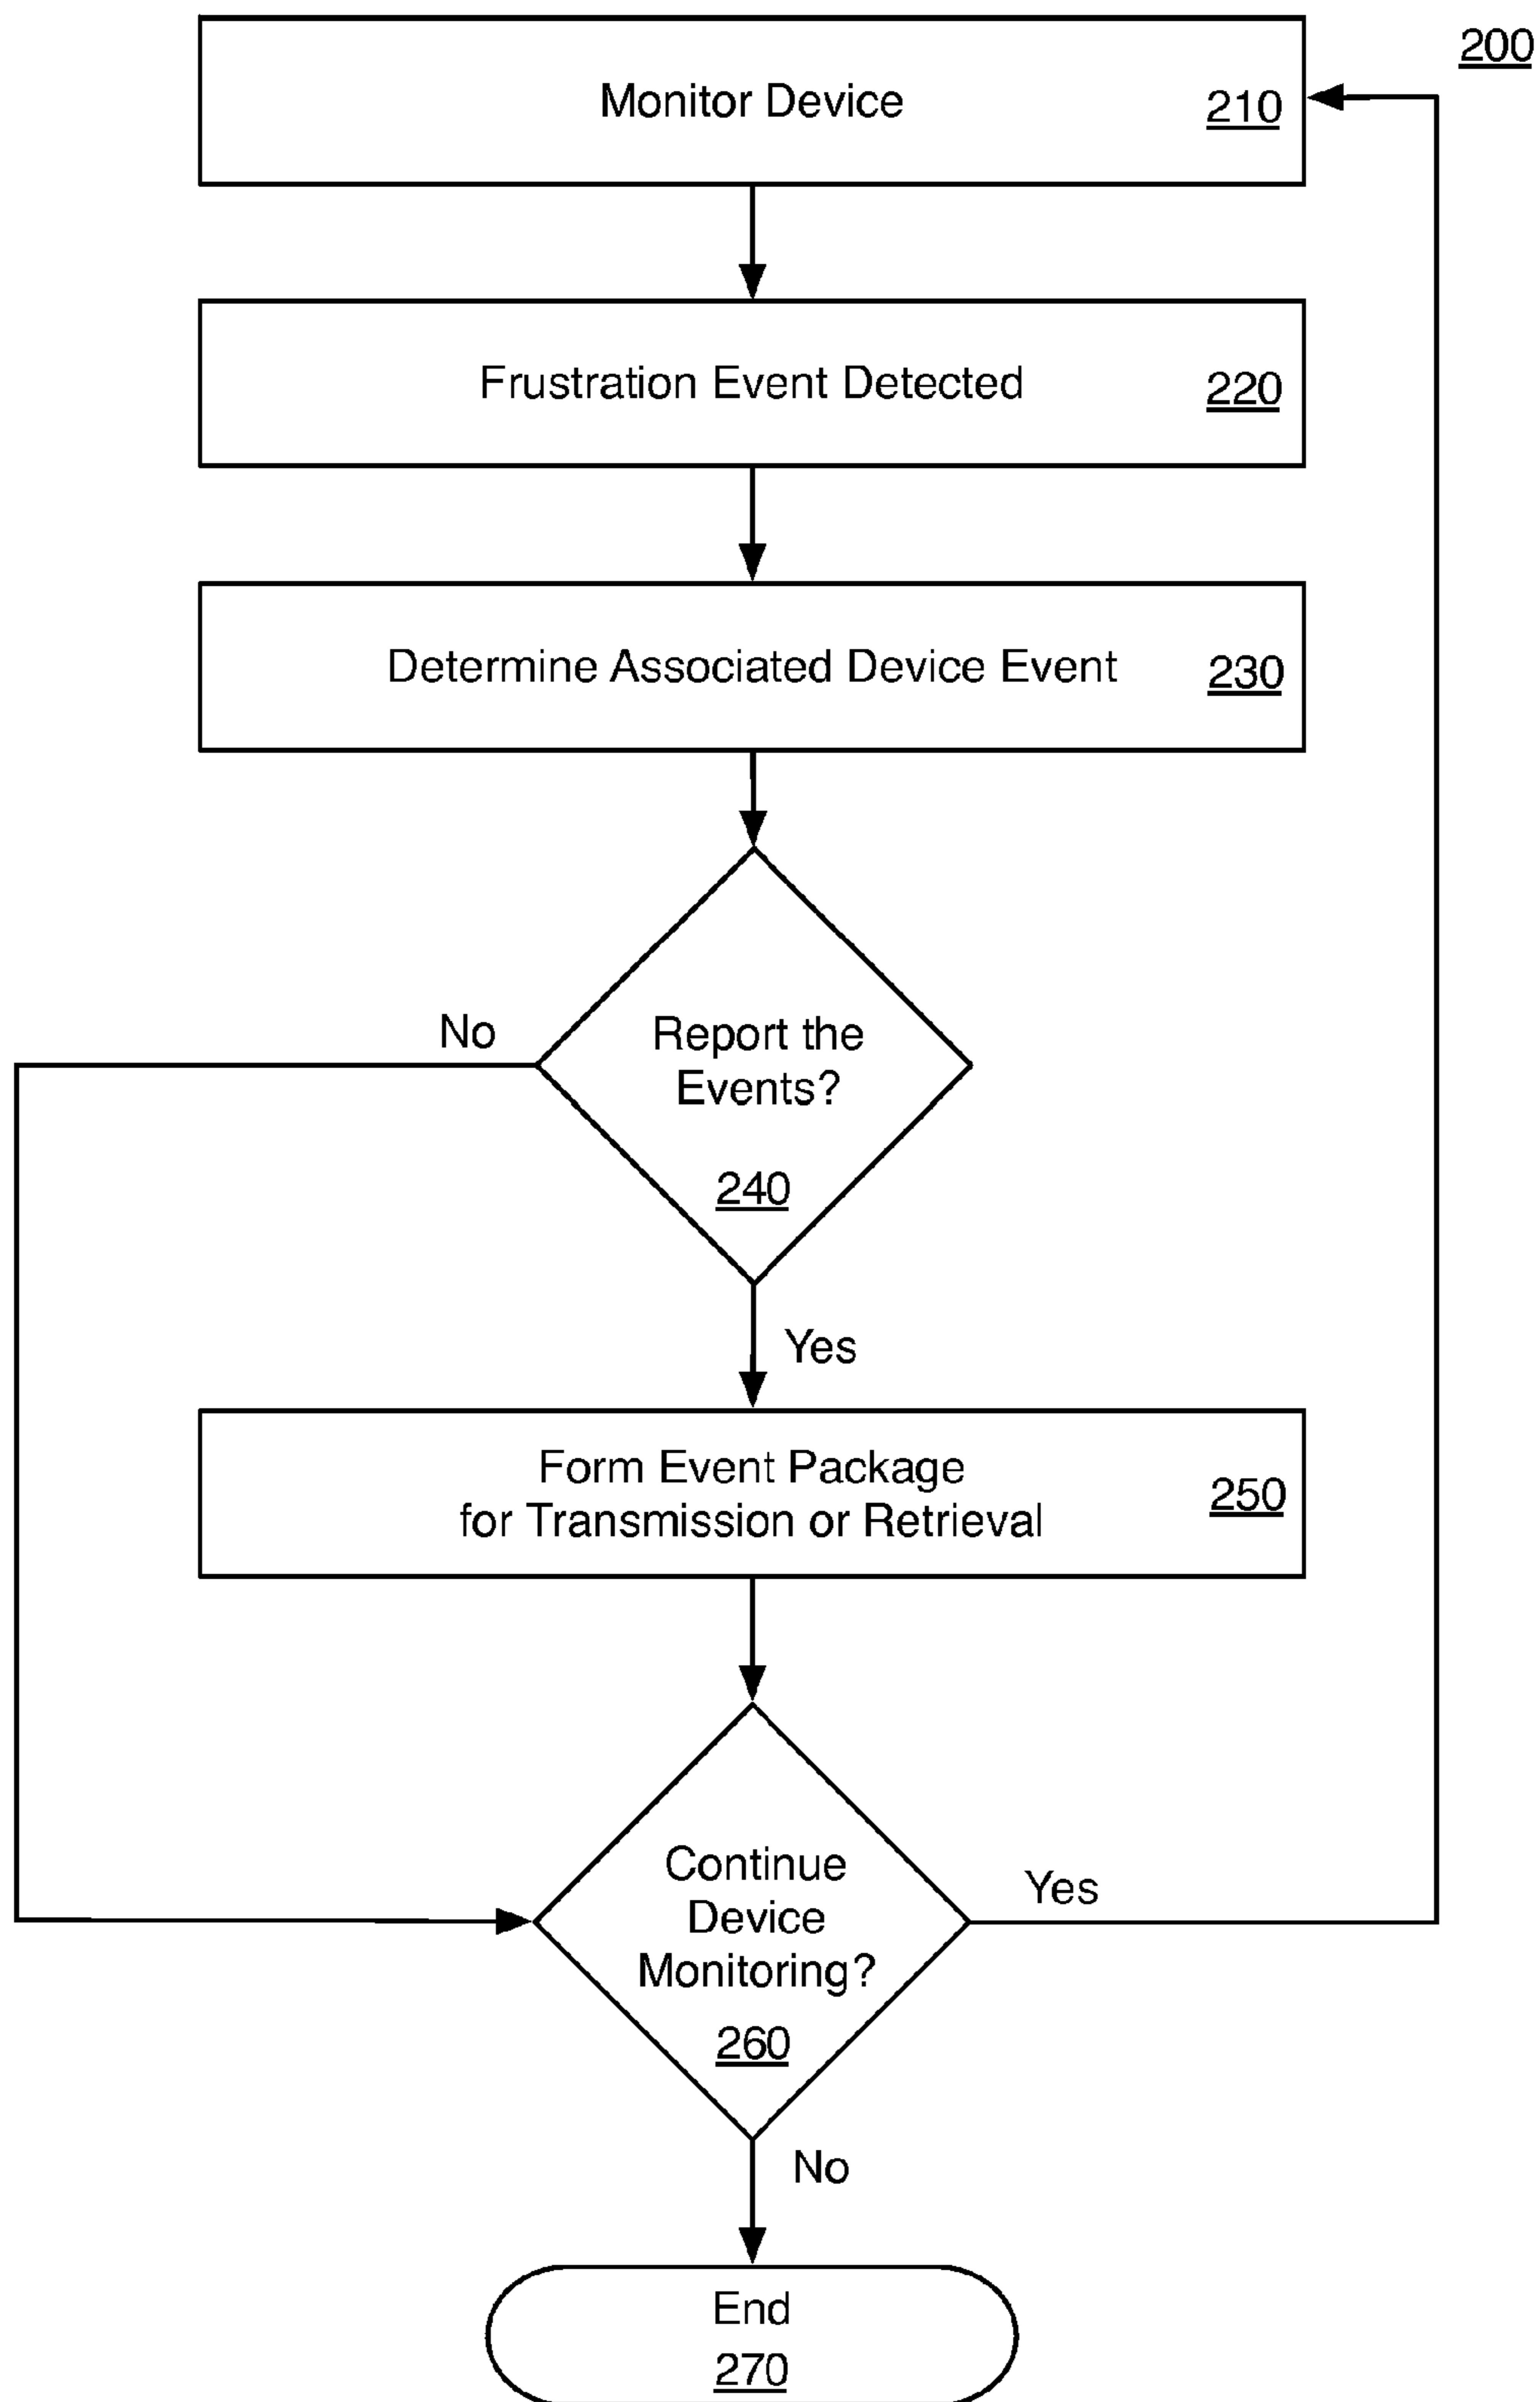 200
Monitor Device
210
Frustration Event Detected
220
Determine Associated Device Event
230
Report the
Events?
240
No
Yes
Form Event Package
for Transmission or Retrieval
250
Continue
Device
Monitoring?
260
Yes
No
End
270